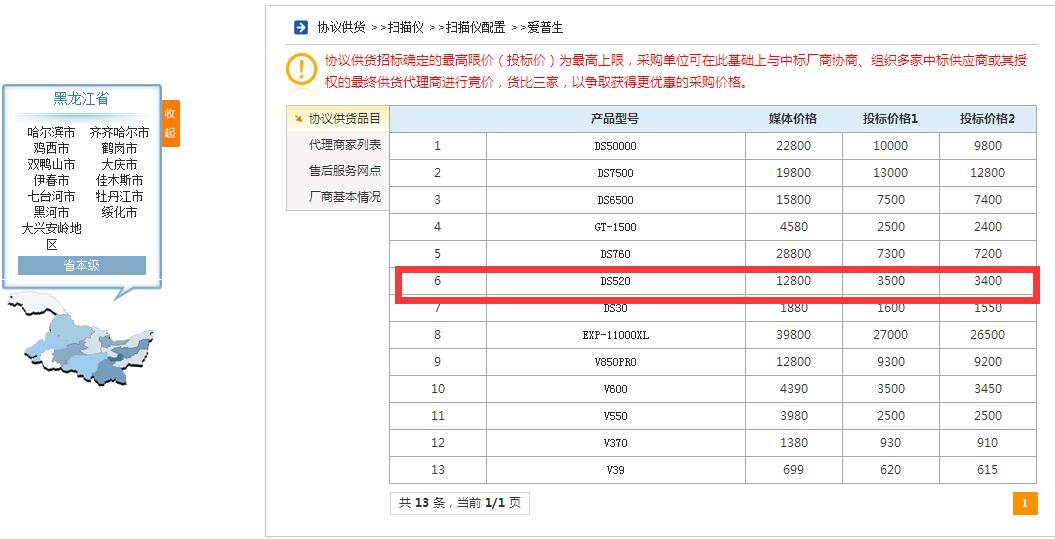 协议供货 >>扫描仪 >>扫描仪配置 >>爱普生
协议供货招标确定的最高限价（投标价）为最高上限，采购单位可在此基础上与中标厂商协商、组织多家中标供应商或其授
权的最终供货代理商进行竞价，货比三家，以争取获得更优惠的采购价格。
黑龙江省
收起
哈尔滨市 齐齐哈尔市
鸡西市 鹤岗市
双鸭山市 大庆市
伊春市 佳木斯市
七台河市 牡丹江市
黑河市 绥化市
大兴安岭地
区
省本级
协议供货品目
代理商家列表
售后服务网点
厂商基本情况
产品型号 媒体价格 投标价格1 投标价格2
1 DS50000 22800 10000 9800
2 DS7500 19800 13000 12800
3 DS6500 15800 7500 7400
4 GT-1500 4580 2500 2400
5 DS760 28800 7300 7200
6 DS520 12800 3500 3400
7 DS30 1880 1600 1550
8 EXP-11000XL 39800 27000 26500
9 V850PRO 12800 9300 9200
10 V600 4390 3500 3450
11 V550 3980 2500 2500
12 V370 1380 930 910
13 V39 699 620 615
共 13 条，当前 1/1 页
1